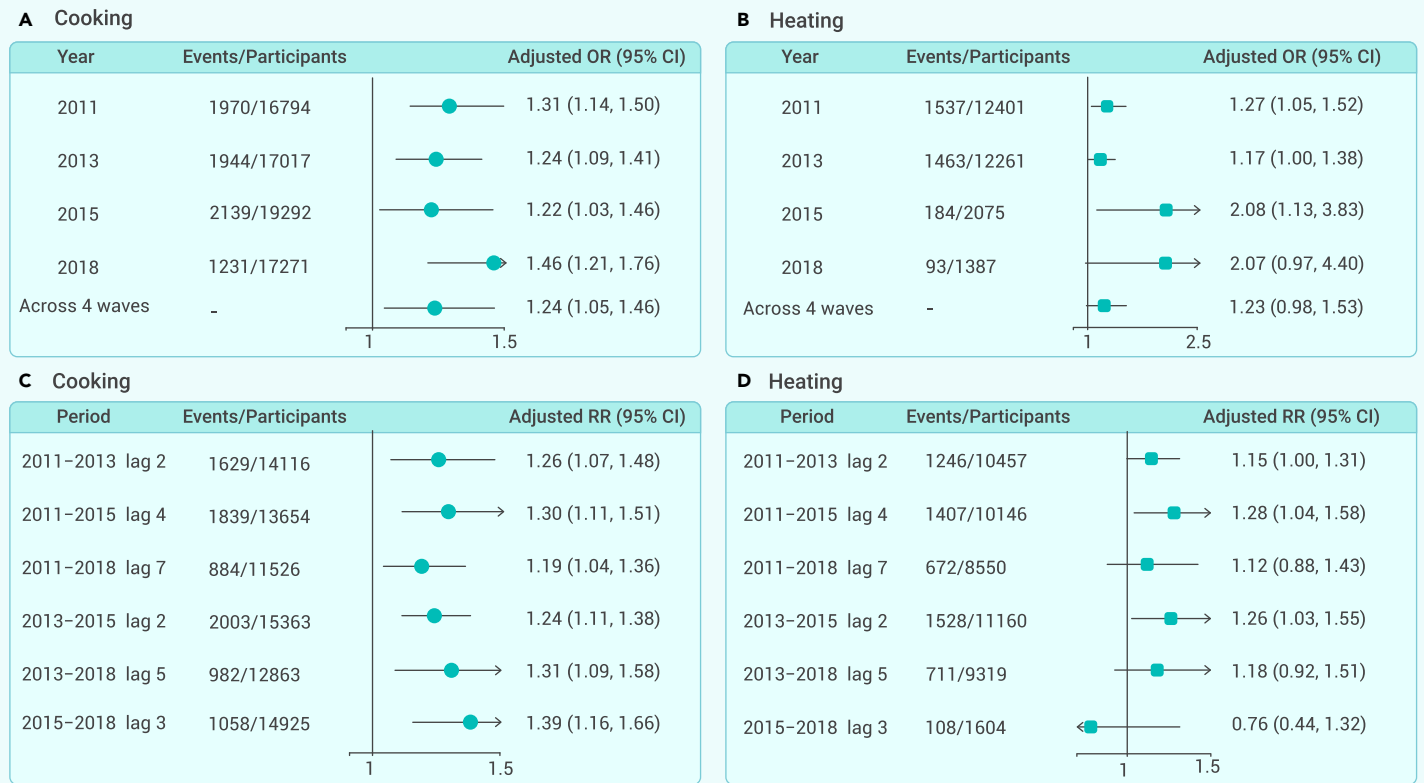 A Cooking
Year Events/Participants Adjusted OR (95% CI)
2011 1970/16794 1.31 (1.14, 1.50)
2013 1944/17017 1.24 (1.09, 1.41)
2015 2139/19292 1.22 (1.03, 1.46)
2018 1231/17271 1.46 (1.21, 1.76)
Across 4 waves - 1.24 (1.05, 1.46)
1 1.5
B Heating
Year Events/Participants Adjusted OR (95% CI)
2011 1537/12401 1.27 (1.05, 1.52)
2013 1463/12261 1.17 (1.00, 1.38)
2015 184/2075 2.08 (1.13, 3.83)
2018 93/1387 2.07 (0.97, 4.40)
Across 4 waves - 1.23 (0.98, 1.53)
1 2.5
C Cooking
Period Events/Participants Adjusted RR (95% CI)
2011–2013 lag 2 1629/14116 1.26 (1.07, 1.48)
2011–2015 lag 4 1839/13654 1.30 (1.11, 1.51)
2011–2018 lag 7 884/11526 1.19 (1.04, 1.36)
2013–2015 lag 2 2003/15363 1.24 (1.11, 1.38)
2013–2018 lag 5 982/12863 1.31 (1.09, 1.58)
2015–2018 lag 3 1058/14925 1.39 (1.16, 1.66)
1 1.5
D Heating
Period Events/Participants Adjusted RR (95% CI)
2011–2013 lag 2 1246/10457 1.15 (1.00, 1.31)
2011–2015 lag 4 1407/10146 1.28 (1.04, 1.58)
2011–2018 lag 7 672/8550 1.12 (0.88, 1.43)
2013–2015 lag 2 1528/11160 1.26 (1.03, 1.55)
2013–2018 lag 5 711/9319 1.18 (0.92, 1.51)
2015–2018 lag 3 108/1604 0.76 (0.44, 1.32)
1 1.5